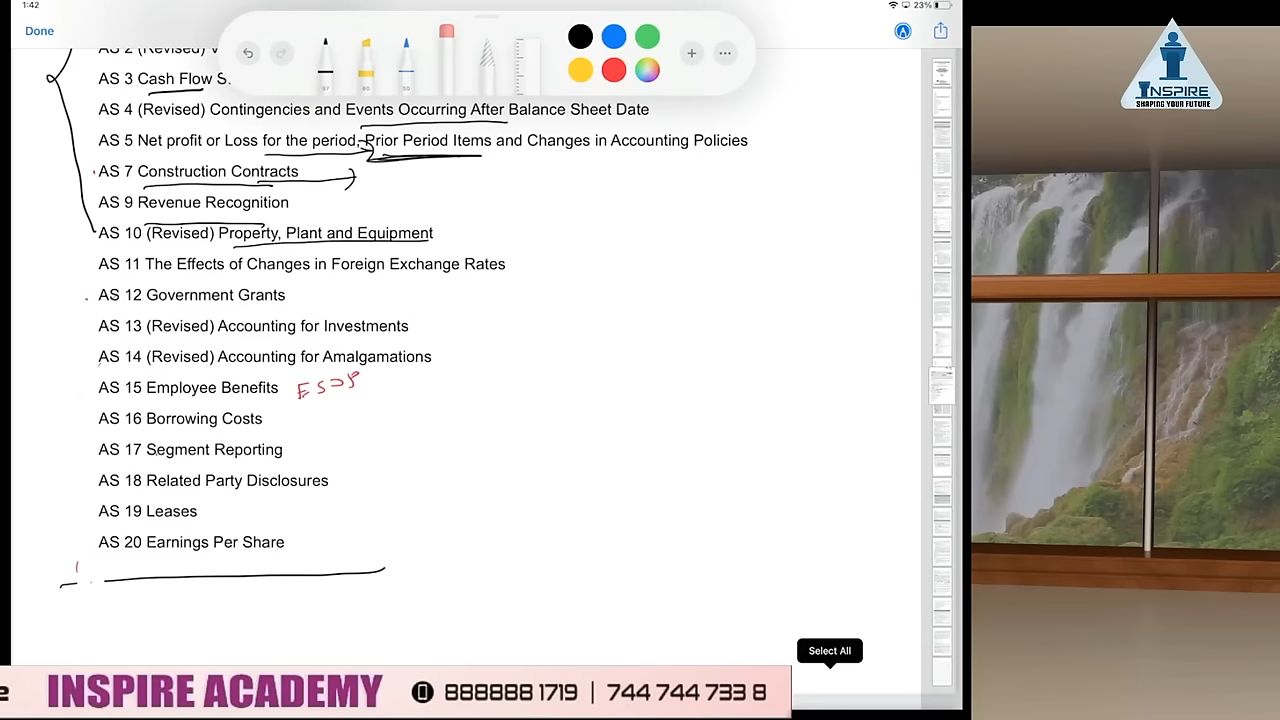 1:42
23%
Done
AS 2 (Revised)
AS 3 Cash Flow S
AS 4 (Revised) Contingencies and Events Occurring After Balance Sheet Date
AS 5 Net profit or Loss for the period, Prior Period Items and Changes in Accounting Policies
AS 7 Construction Contracts
AS 9 Revenue Recognition
AS 10 (Revised) Property, Plant and Equipment
AS 11 The Effects of Changes in Foreign Exchange Rates
AS 12 Government Grants
AS 13 (Revised) Accounting for Investments
AS 14 (Revised) Accounting for Amalgamations
AS 15 Employee Benefits ESOP
AS 16 Borrowing Costs
AS 17 Segment Reporting
AS 18 Related Party Disclosures
AS 19 Leases
AS 20 Earnings Per Share
Select All
INSPIRE
SHAPING YOUR FUTURE
e INSPIRE ACADEMY 888888 1719 | 744 744 733 8